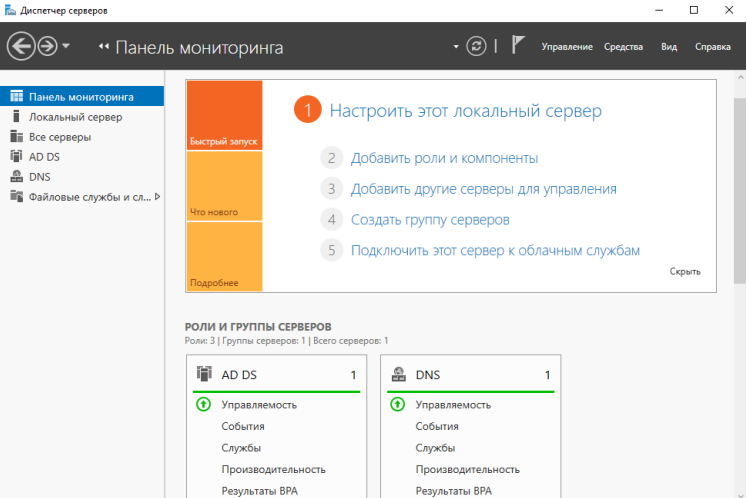 Диспетчер серверов
Панель мониторинга
Управление Средства Вид Справка
Панель мониторинга
Локальный сервер
Все серверы
AD DS
DNS
Файловые службы и сл...
Быстрый запуск
Что нового
Подробнее
1 Настроить этот локальный сервер
2 Добавить роли и компоненты
3 Добавить другие серверы для управления
4 Создать группу серверов
5 Подключить этот сервер к облачным службам
Скрыть
РОЛИ И ГРУППЫ СЕРВЕРОВ
Роли: 3 | Группы серверов: 1 | Всего серверов: 1
AD DS 1
Управляемость
События
Службы
Производительность
Результаты BPA
DNS 1
Управляемость
События
Службы
Производительность
Результаты BPA